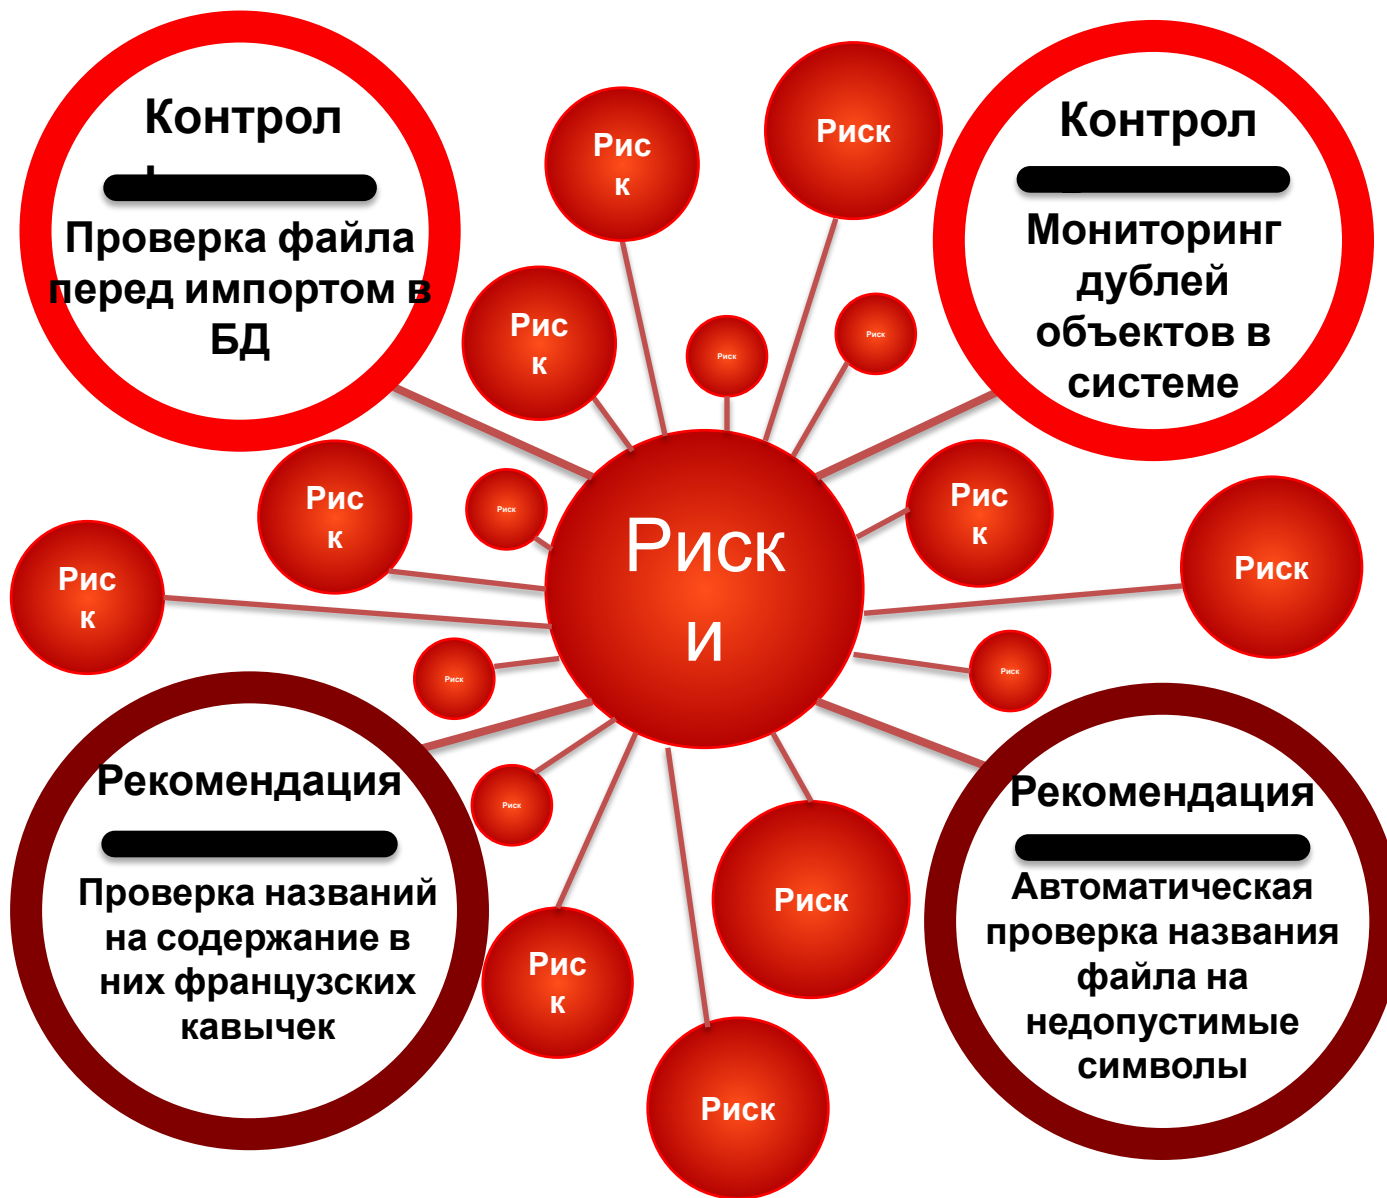 Контрол
Проверка файла
перед импортом в
БД
Рис
к
Риск
Контрол
Мониторинг
дублей
объектов в
системе
Рис
к
Риск
Риск
Рис
к
Риск
Рис
к
Риск
Рис
к
Риск
и
Риск
Риск
Рекомендация
Проверка названий
на содержание в
них французских
кавычек
Риск
Рис
к
Риск
Риск
Рекомендация
Автоматическая
проверка названия
файла на
недопустимые
символы